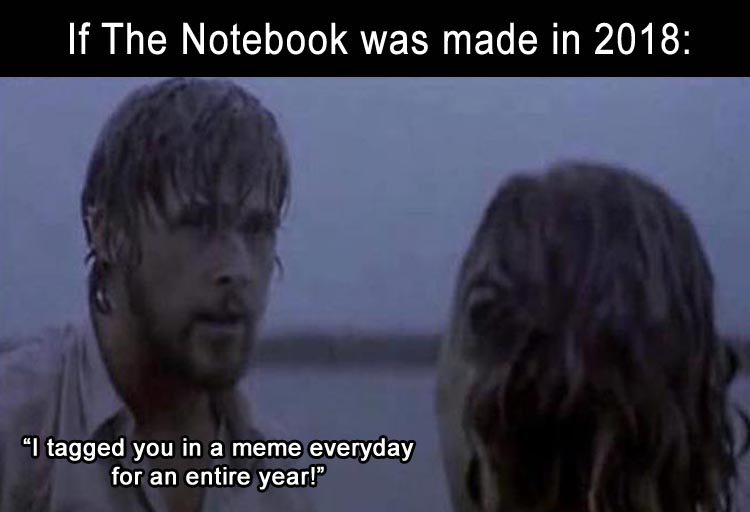 If The Notebook was made in 2018:
“I tagged you in a meme everyday
for an entire year!”